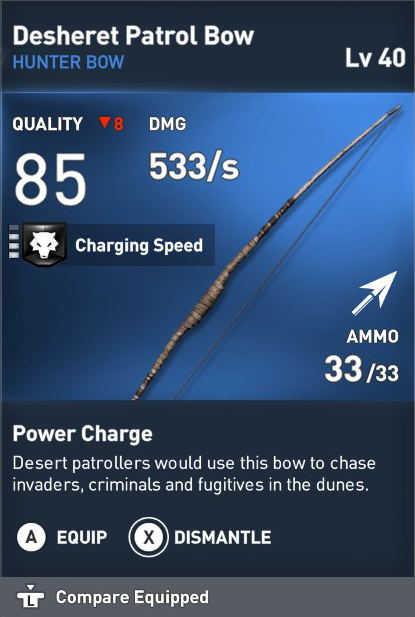 Desheret Patrol Bow
HUNTER BOW
Lv 40
QUALITY ▼8 DMG
85 533/s
Charging Speed
AMMO
33/33
Power Charge
Desert patrollers would use this bow to chase
invaders, criminals and fugitives in the dunes.
A EQUIP X DISMANTLE
L Compare Equipped